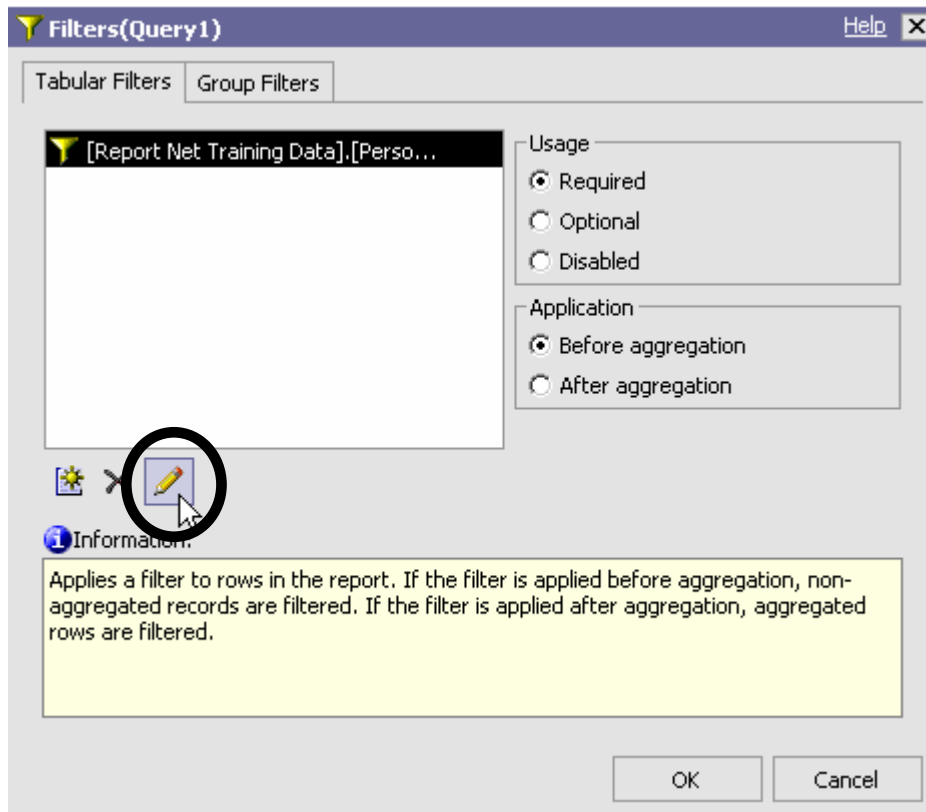 Filters(Query1) Help
Tabular Filters Group Filters
[Report Net Training Data].[Perso...
Usage
Required
Optional
Disabled
Application
Before aggregation
After aggregation
Information:
Applies a filter to rows in the report. If the filter is applied before aggregation, non-
aggregated records are filtered. If the filter is applied after aggregation, aggregated
rows are filtered.
OK Cancel